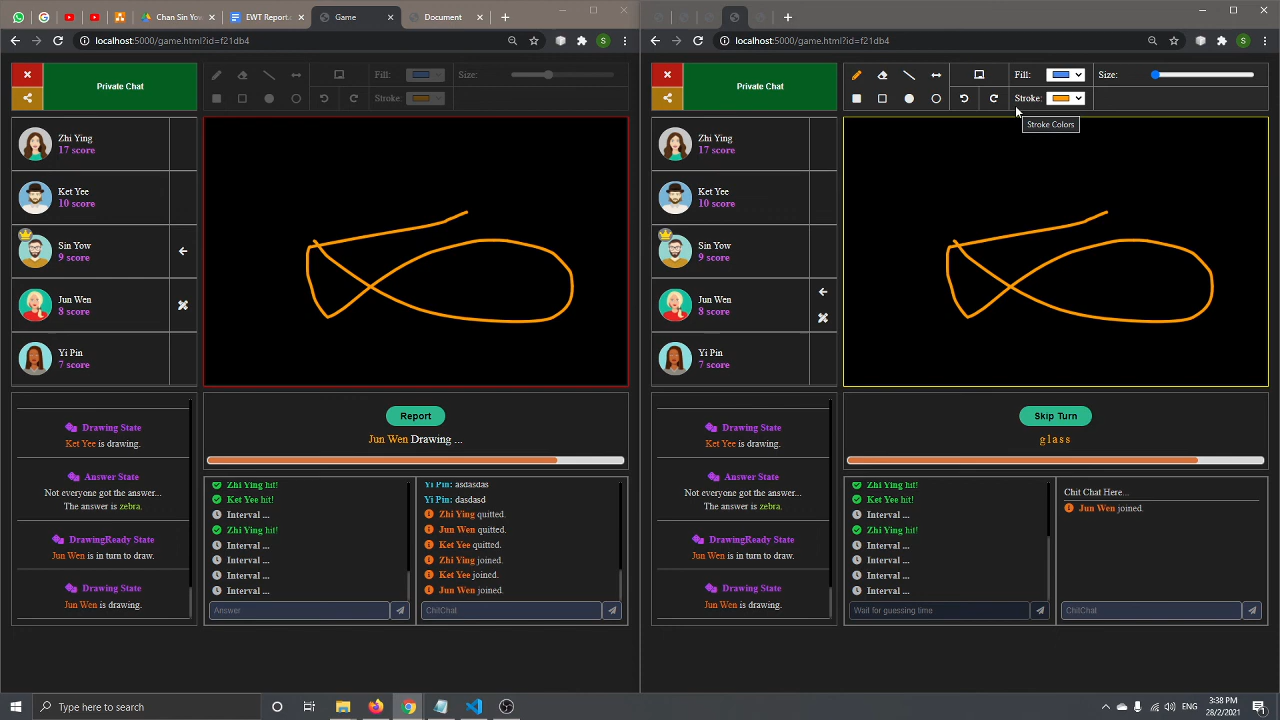 Chan Sin Yow
EWT Report
Game
Document
localhost:5000/game.html?id=f21db4
S
Private Chat
Fill:
Size:
Stroke:
Zhi Ying
17 score
Ket Yee
10 score
Sin Yow
9 score
Jun Wen
8 score
Yi Pin
7 score
Report
Jun Wen Drawing ...
Drawing State
Ket Yee is drawing.
Answer State
Not everyone got the answer...
The answer is zebra.
DrawingReady State
Jun Wen is in turn to draw.
Drawing State
Jun Wen is drawing.
Zhi Ying hit!
Ket Yee hit!
Interval ...
Zhi Ying hit!
Interval ...
Interval ...
Interval ...
Interval ...
Answer
Yi Pin: asdasdas
Yi Pin: dasdasd
Zhi Ying quitted.
Jun Wen quitted.
Ket Yee quitted.
Zhi Ying joined.
Ket Yee joined.
Jun Wen joined.
ChitChat
localhost:5000/game.html?id=f21db4
S
Private Chat
Fill:
Size:
Stroke:
Stroke Colors
Zhi Ying
17 score
Ket Yee
10 score
Sin Yow
9 score
Jun Wen
8 score
Yi Pin
7 score
Skip Turn
glass
Drawing State
Ket Yee is drawing.
Answer State
Not everyone got the answer...
The answer is zebra.
DrawingReady State
Jun Wen is in turn to draw.
Drawing State
Jun Wen is drawing.
Zhi Ying hit!
Ket Yee hit!
Interval ...
Zhi Ying hit!
Interval ...
Interval ...
Interval ...
Interval ...
Wait for guessing time
Chit Chat Here...
Jun Wen joined.
ChitChat
Type here to search
ENG
3:38 PM
28/2/2021